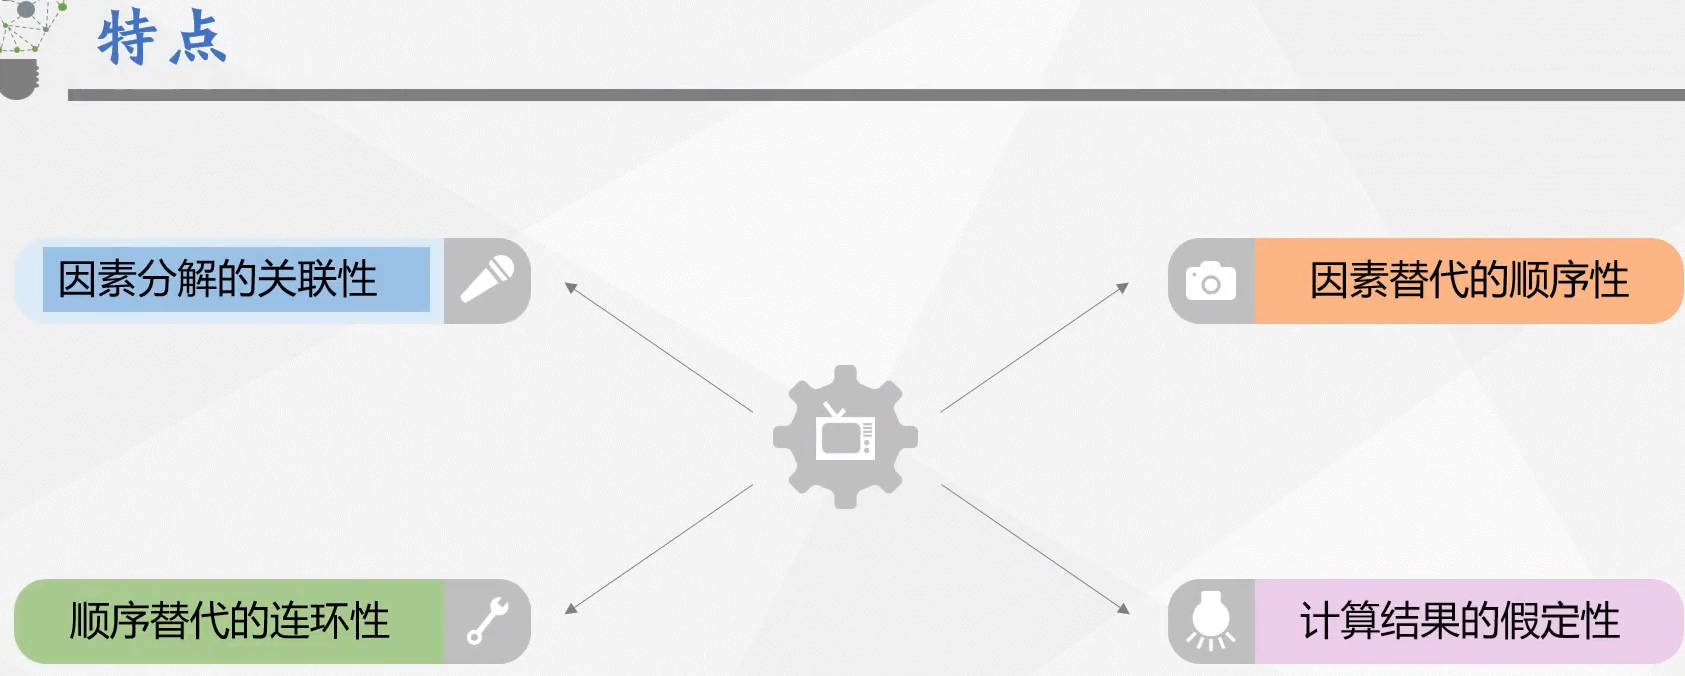 特点
因素分解的关联性
因素替代的顺序性
顺序替代的连环性
计算结果的假定性